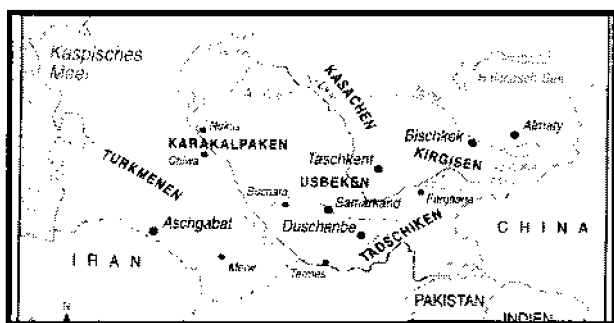 Kaspisches
Meer
KASACHEN
Nukus
KARAKALPAKEN
Chiwa
Bischkek
Almaty
KIRGISEN
TURKMENEN
Taschkent
USBEKEN
Buchara
Samarkand
Ferghana
Aschgabat
Duschanbe
TADSCHIKEN
CHINA
IRAN
Merw
Termes
PAKISTAN
INDIEN
N